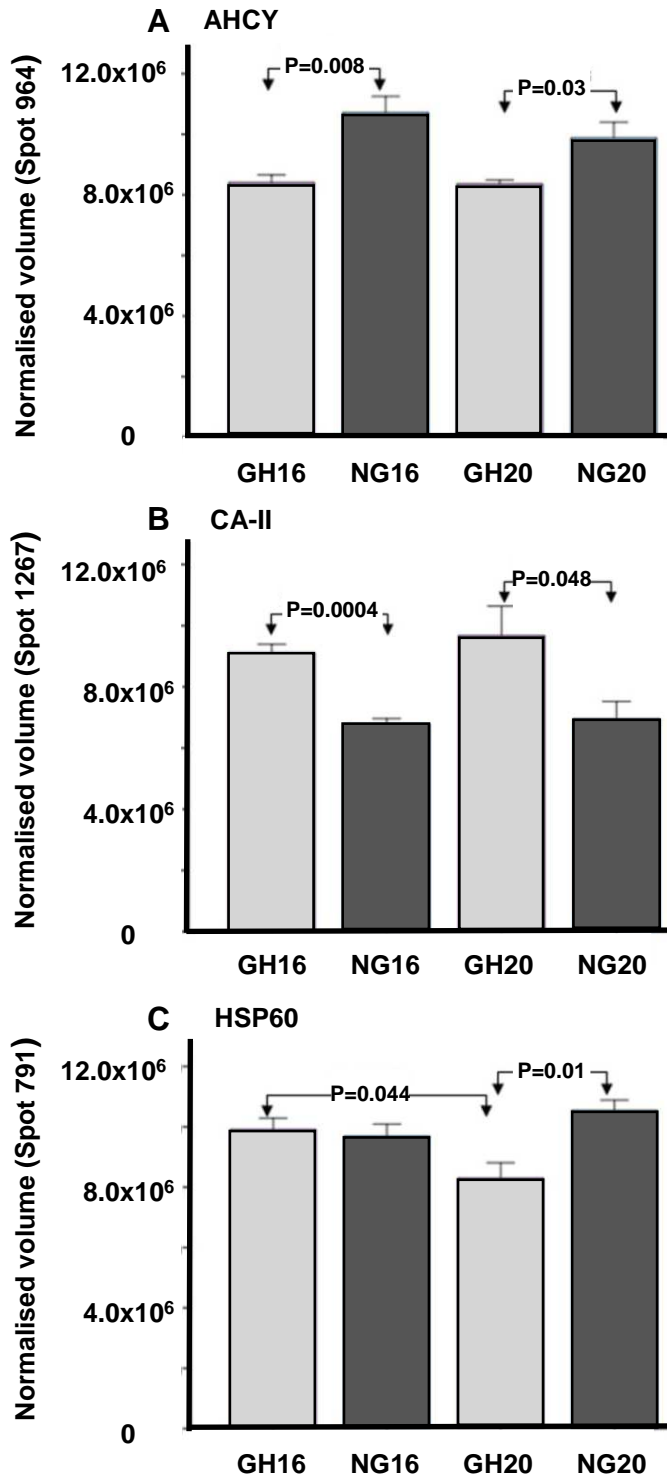 A AHCY
Normalised volume (Spot 964)
12.0x10⁶
8.0x10⁶
4.0x10⁶
0
P=0.008
P=0.03
GH16 NG16 GH20 NG20
B CA-II
Normalised volume (Spot 1267)
12.0x10⁶
8.0x10⁶
4.0x10⁶
0
P=0.0004
P=0.048
GH16 NG16 GH20 NG20
C HSP60
Normalised volume (Spot 791)
12.0x10⁶
8.0x10⁶
4.0x10⁶
0
P=0.044
P=0.01
GH16 NG16 GH20 NG20